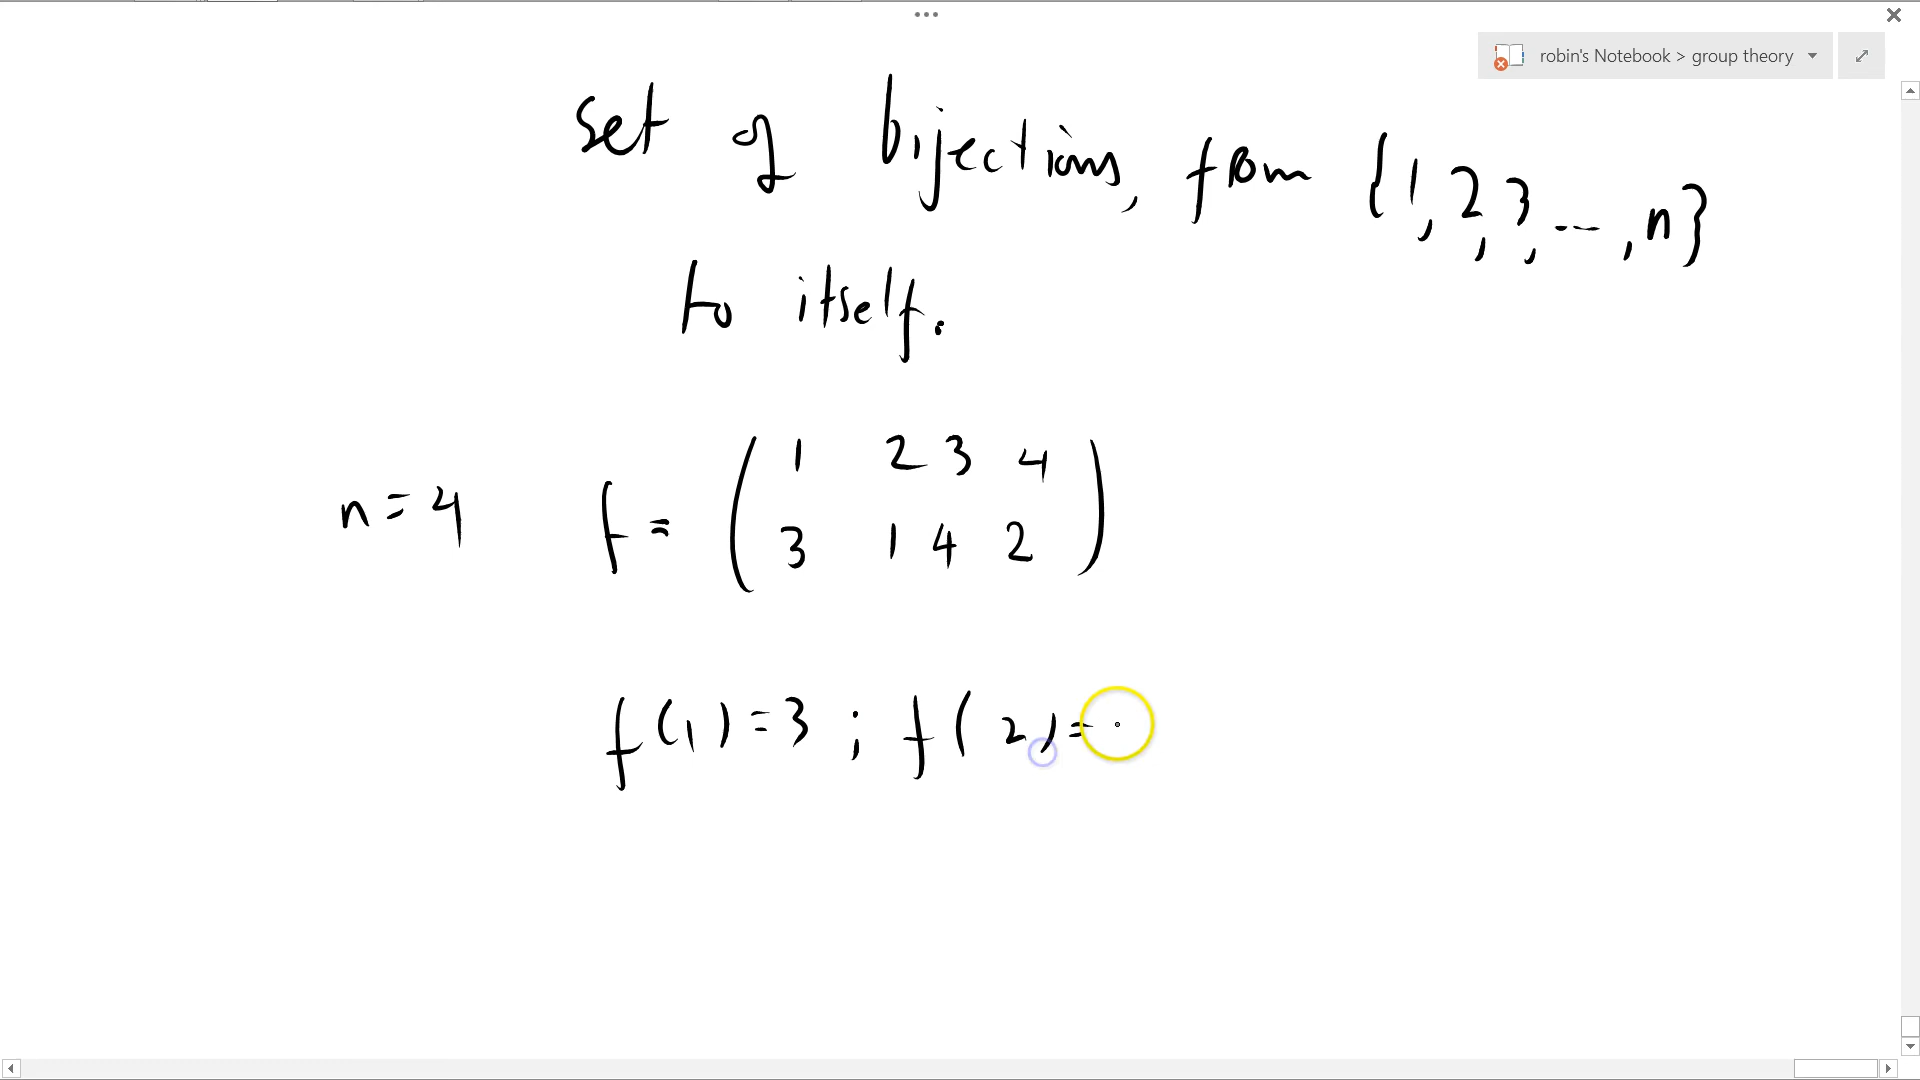 robin's Notebook > group theory
set of bijections, from {1,2,3,---,n}
to itself.
n=4 f= (1 2 3 4
3 1 4 2)
f(1)=3 ; f(2)=